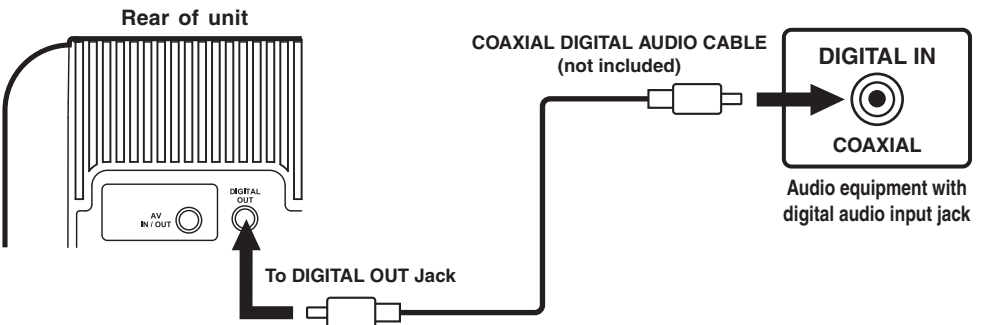 Rear of unit
COAXIAL DIGITAL AUDIO CABLE
(not included)
DIGITAL IN
COAXIAL
Audio equipment with
digital audio input jack
DIGITAL
OUT
AV
IN / OUT
To DIGITAL OUT Jack